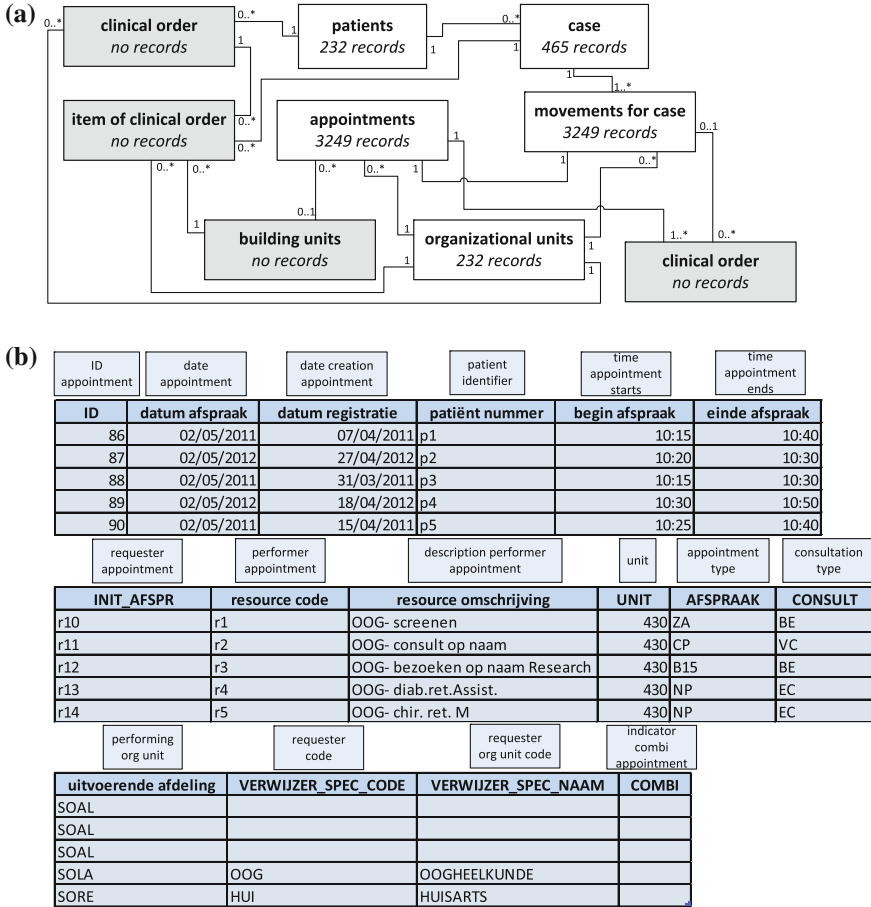 (a)
clinical order
no records
patients
232 records
case
465 records
item of clinical order
no records
appointments
3249 records
movements for case
3249 records
building units
no records
organizational units
232 records
clinical order
no records
0..*
0..*
1
1
0..*
1
1
1
1..*
0..*
0..*
1
0..1
0..*
0..*
0..*
0..*
1
1
0..*
1
0..1
1
1
1
1
1..*
0..*
(b)
ID appointment
date appointment
date creation appointment
patient identifier
time appointment starts
time appointment ends
ID datum afspraak datum registratie patiënt nummer begin afspraak einde afspraak
86 02/05/2011 07/04/2011 p1 10:15 10:40
87 02/05/2012 27/04/2012 p2 10:20 10:30
88 02/05/2011 31/03/2011 p3 10:15 10:30
89 02/05/2012 18/04/2012 p4 10:30 10:50
90 02/05/2011 15/04/2011 p5 10:25 10:40
requester appointment
performer appointment
description performer appointment
unit
appointment type
consultation type
INIT_AFSPR resource code resource omschrijving UNIT AFSPRAAK CONSULT
r10 r1 OOG- screenen 430 ZA BE
r11 r2 OOG- consult op naam 430 CP VC
r12 r3 OOG- bezoeken op naam Research 430 B15 BE
r13 r4 OOG- diab.ret.Assist. 430 NP EC
r14 r5 OOG- chir. ret. M 430 NP EC
performing org unit
requester code
requester org unit code
indicator combi appointment
uitvoerende afdeling VERWIJZER_SPEC_CODE VERWIJZER_SPEC_NAAM COMBI
SOAL
SOAL
SOAL
SOLA OOG OOGHEELKUNDE
SORE HUI HUISARTS